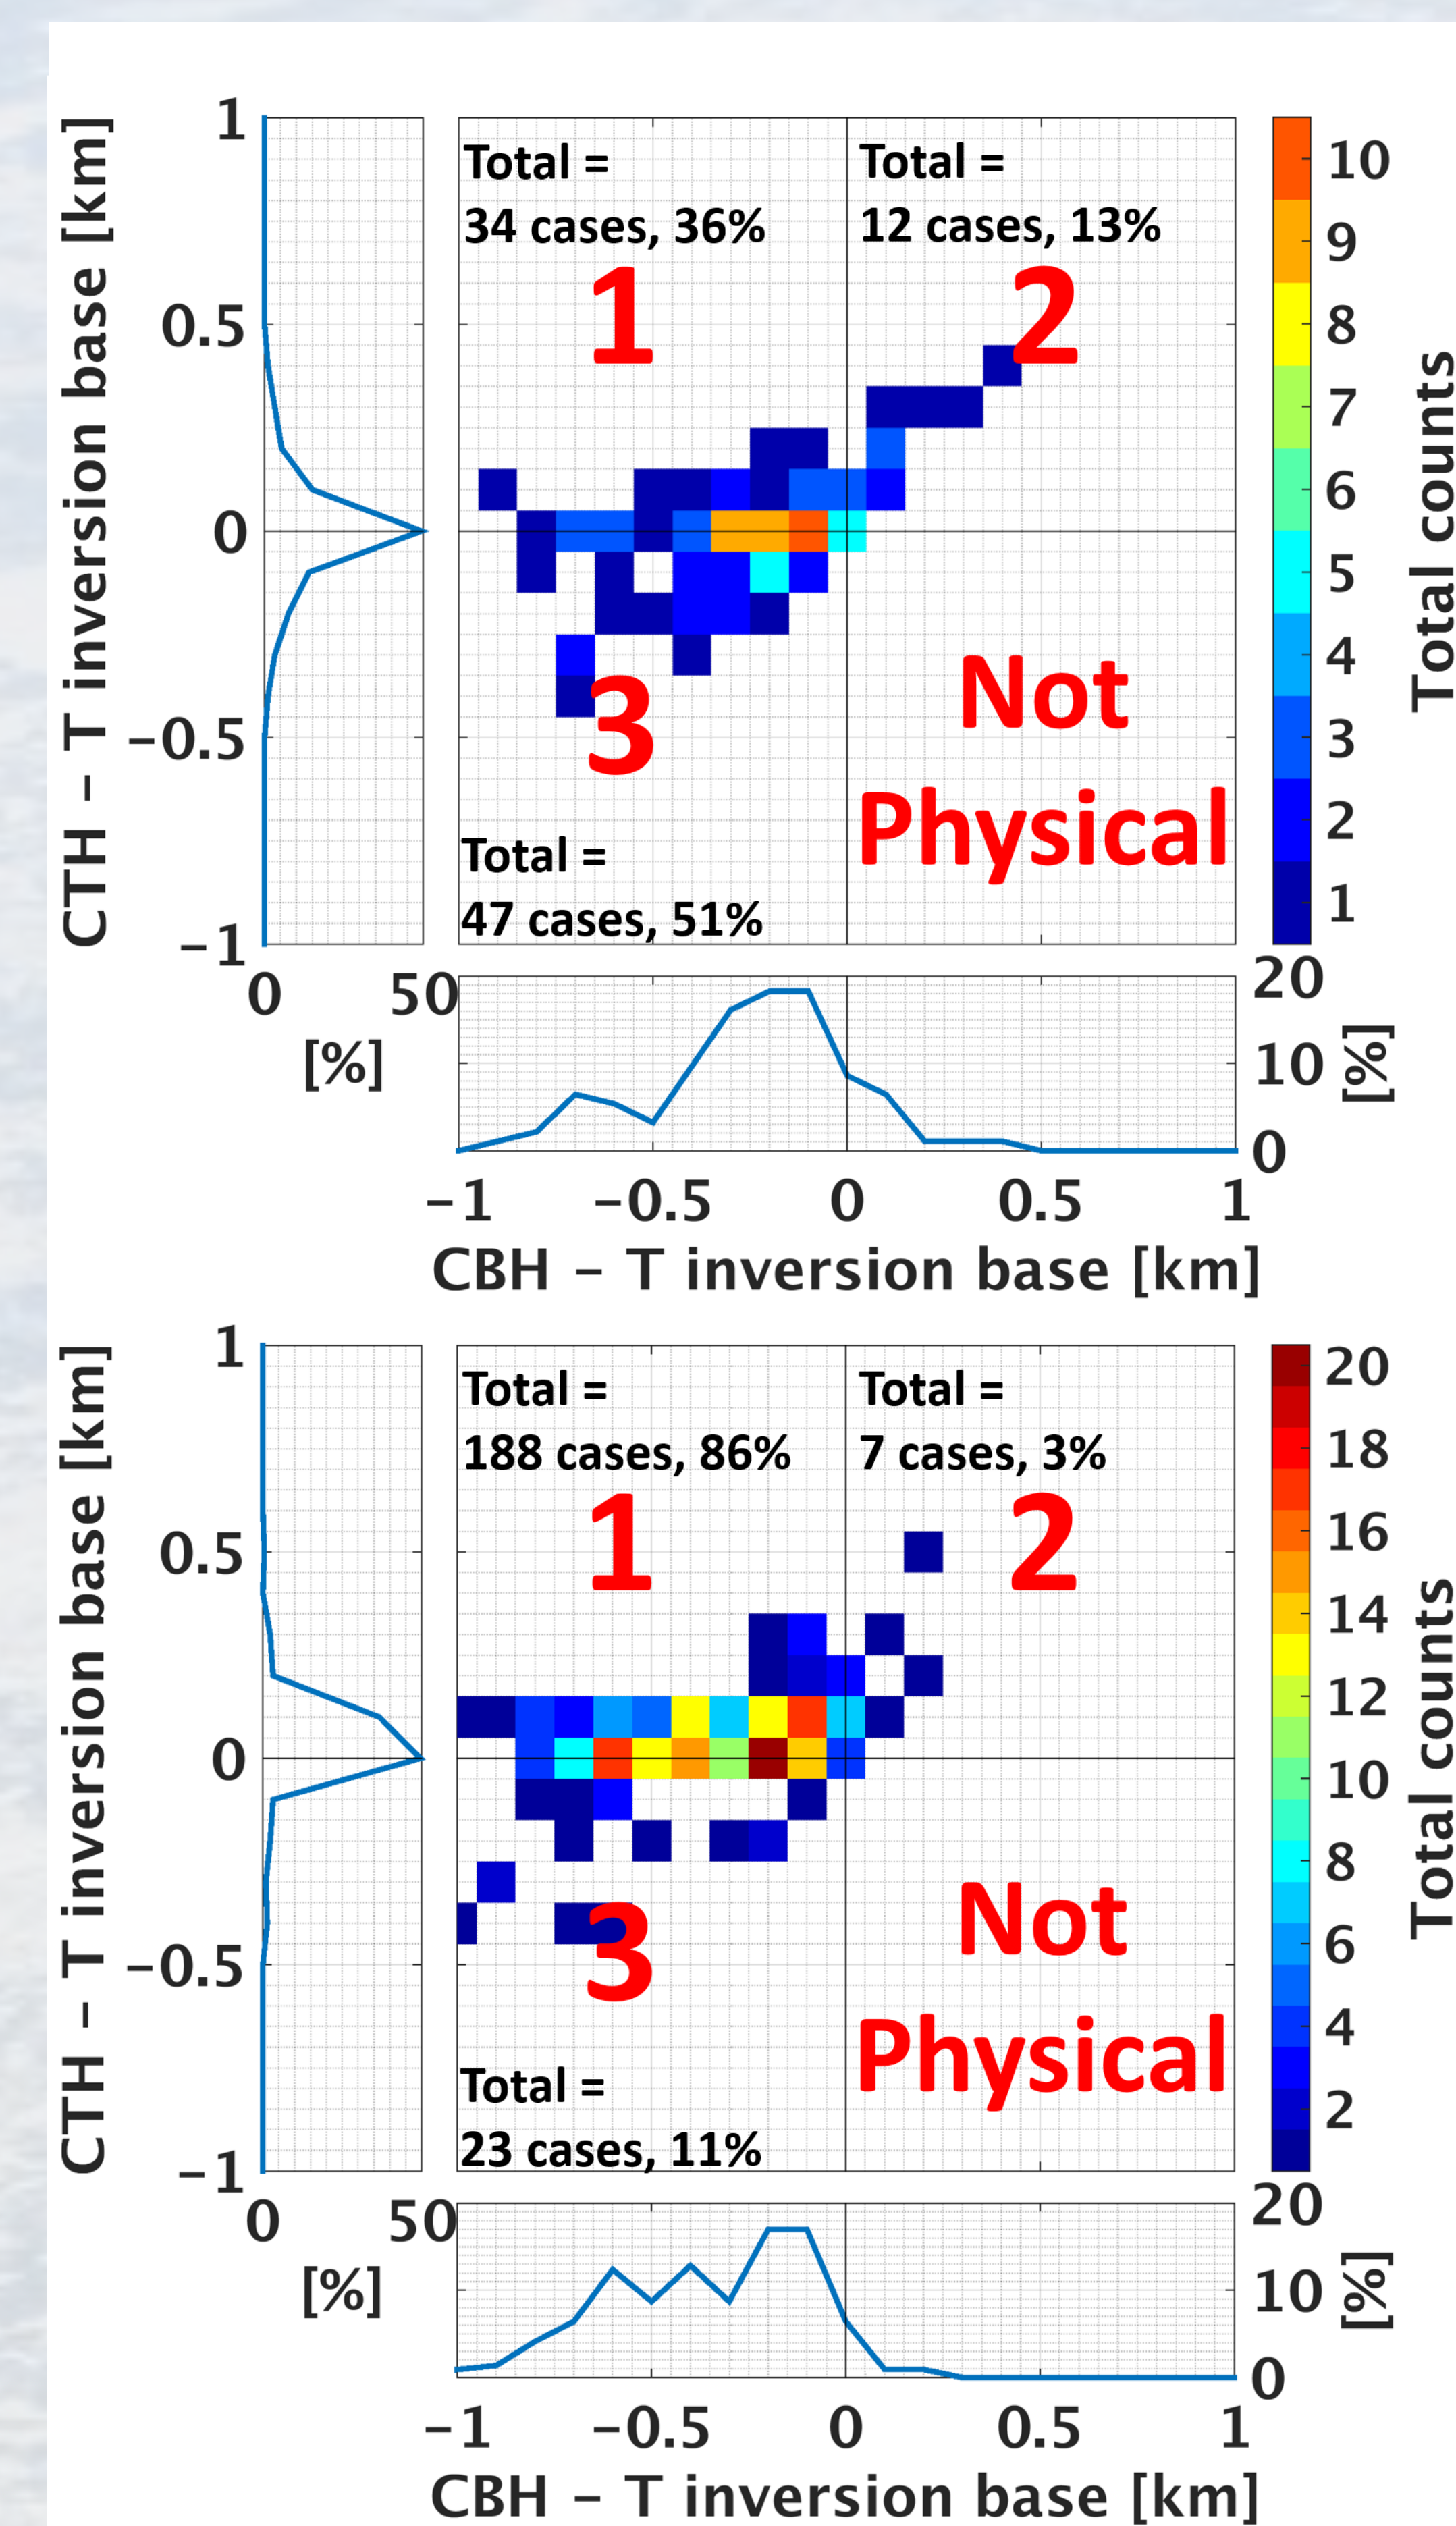 CTH – T inversion base [km]
1
0.5
0
−0.5
−1
0
50
[%]
Total =
34 cases, 36%
1
Total =
12 cases, 13%
2
3
Total =
47 cases, 51%
Not
Physical
10
9
8
7
6
5
4
3
2
1
Total counts
20
10
0
[%]
−1
−0.5
0
0.5
1
CBH – T inversion base [km]
CTH – T inversion base [km]
1
0.5
0
−0.5
−1
0
50
[%]
Total =
188 cases, 86%
1
Total =
7 cases, 3%
2
3
Total =
23 cases, 11%
Not
Physical
20
18
16
14
12
10
8
6
4
2
Total counts
20
10
0
[%]
−1
−0.5
0
0.5
1
CBH – T inversion base [km]